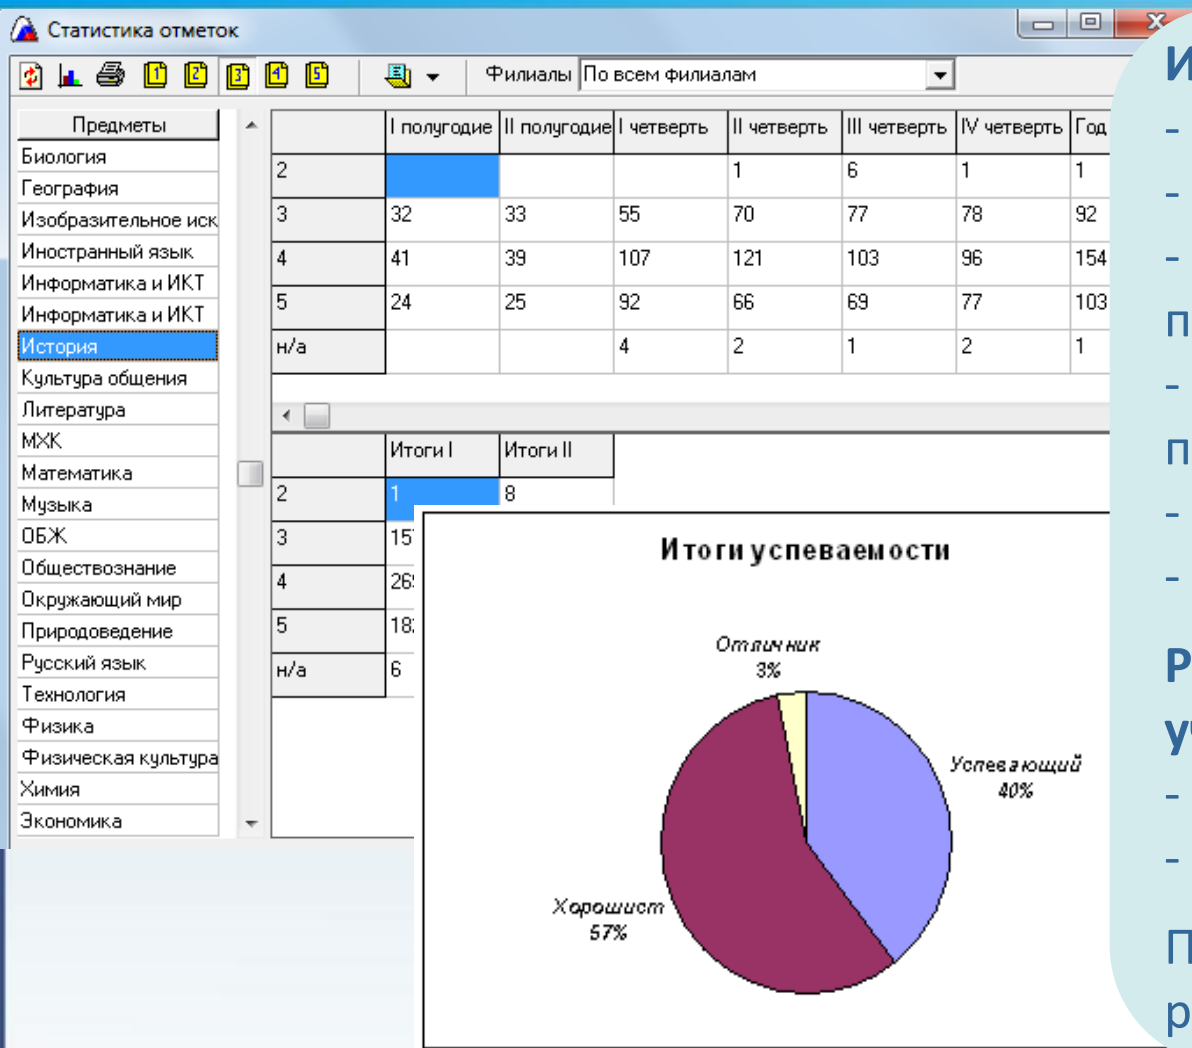 Статистика отметок
Филиалы По всем филиалам
Предметы
Биология
География
Изобразительное иск
Иностранный язык
Информатика и ИКТ
Информатика и ИКТ
История
Культура общения
Литература
МХК
Математика
Музыка
ОБЖ
Обществознание
Окружающий мир
Природоведение
Русский язык
Технология
Физика
Физическая культура
Химия
Экономика
I полугодие II полугодие I четверть II четверть III четверть IV четверть Год
2 1 6 1 1
3 32 33 55 70 77 78 92
4 41 39 107 121 103 96 154
5 24 25 92 66 69 77 103
н/а 4 2 1 2 1
Итоги I Итоги II
2 1 8
3
4
5
н/а 6
Итоги успеваемости
Отличник
3%
Успевающий
40%
Хорошист
57%